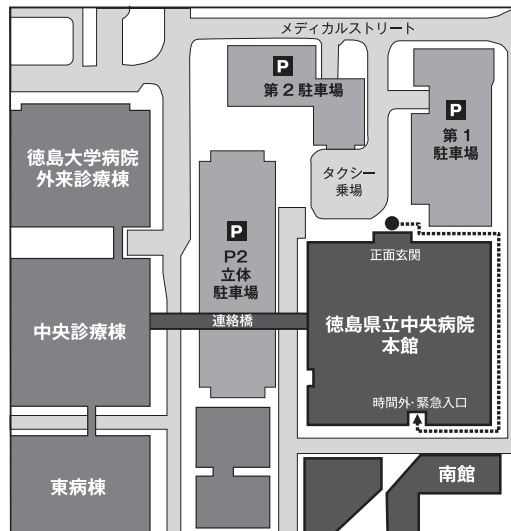 メディカルストリート
P
第2駐車場
P
第1
駐車場
徳島大学病院
外来診療棟
タクシー
乗場
P
P2
立体
駐車場
正面玄関
中央診療棟
連絡橋
徳島県立中央病院
本館
時間外・緊急入口
東病棟
南館